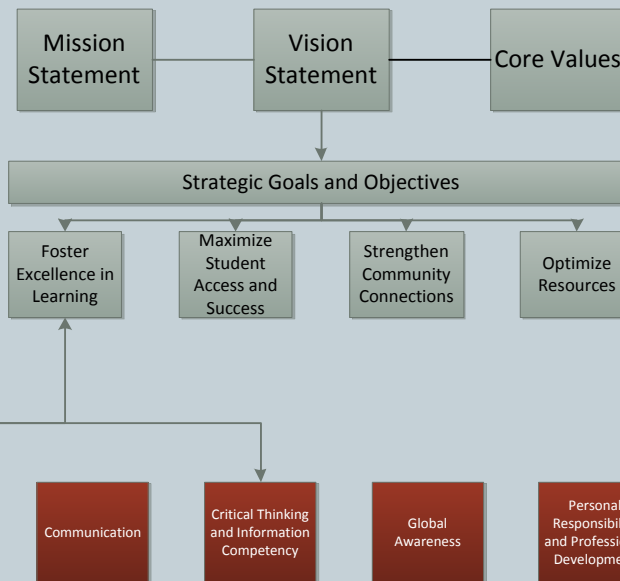 Mission
Statement
Vision
Statement
Core Values
Strategic Goals and Objectives
Foster
Excellence in
Learning
Maximize
Student
Access and
Success
Strengthen
Community
Connections
Optimize
Resources
Communication
Critical Thinking
and Information
Competency
Global
Awareness
Personal
and